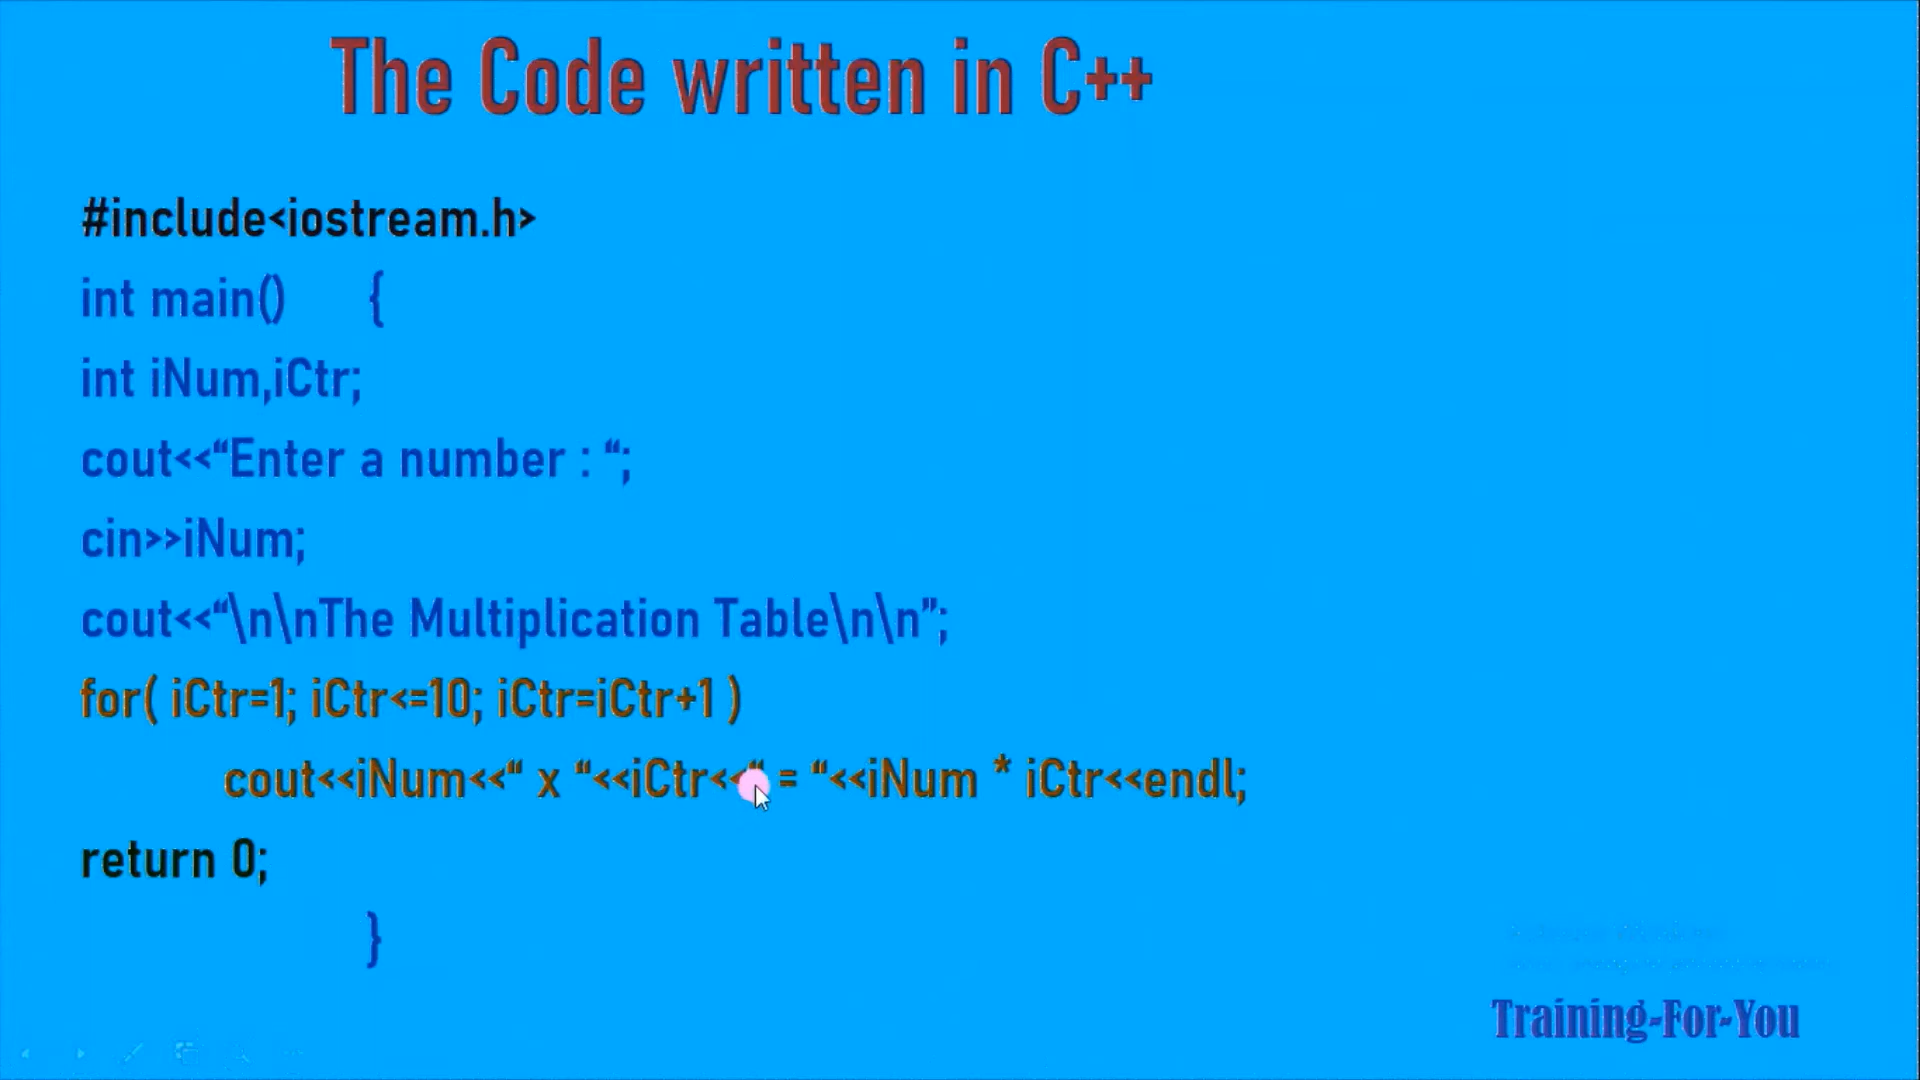 The Code written in C++
#include<iostream.h>
int main() {
int iNum,iCtr;
cout<<“Enter a number : “;
cin>>iNum;
cout<<“\n\nThe Multiplication Table\n\n”;
for( iCtr=1; iCtr<=10; iCtr=iCtr+1 )
cout<<iNum<<“ x “<<iCtr<<“ = “<<iNum * iCtr<<endl;
return 0;
}
Training-For-You